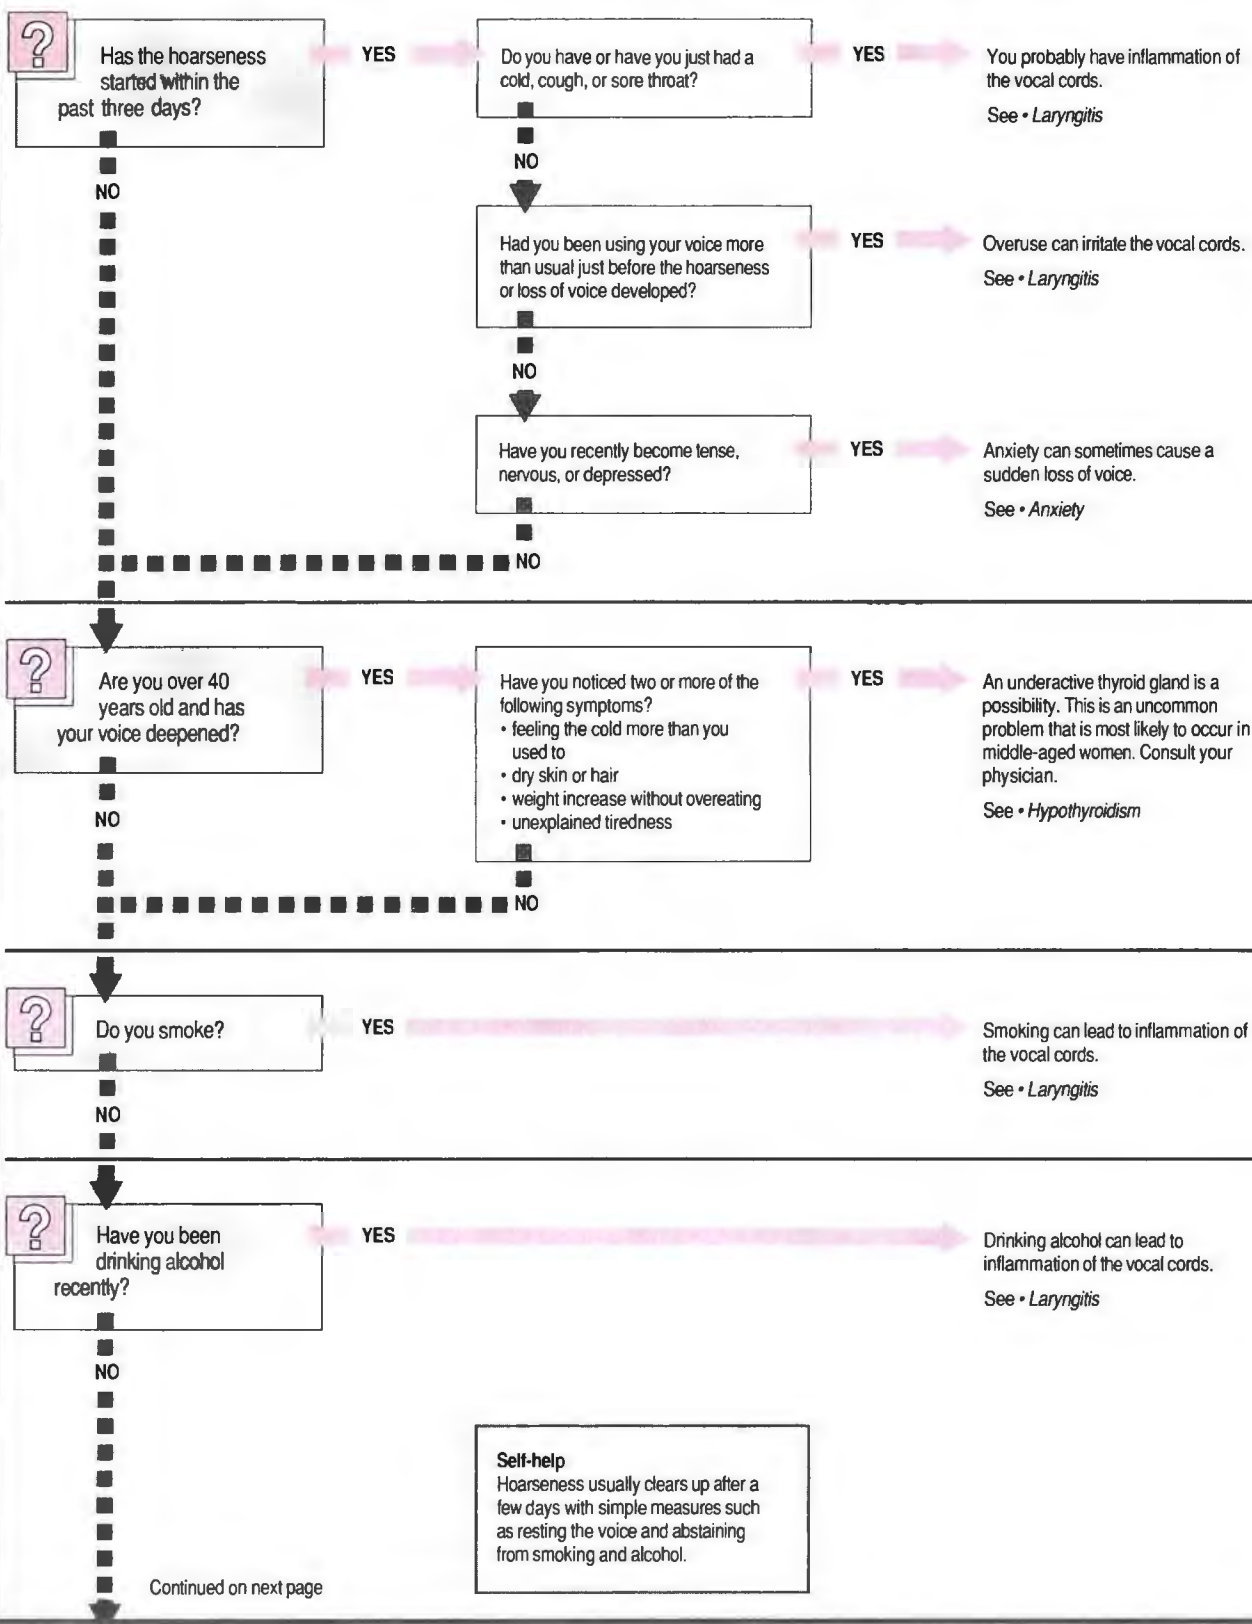 ?
Has the hoarseness
started within the
past three days?
YES
Do you have or have you just had a
cold, cough, or sore throat?
YES
You probably have inflammation of
the vocal cords.
See • Laryngitis
NO
NO
Had you been using your voice more
than usual just before the hoarseness
or loss of voice developed?
YES
Overuse can irritate the vocal cords.
See • Laryngitis
NO
Have you recently become tense,
nervous, or depressed?
YES
Anxiety can sometimes cause a
sudden loss of voice.
See • Anxiety
NO
?
Are you over 40
years old and has
your voice deepened?
YES
Have you noticed two or more of the
following symptoms?
• feeling the cold more than you
used to
• dry skin or hair
• weight increase without overeating
• unexplained tiredness
YES
An underactive thyroid gland is a
possibility. This is an uncommon
problem that is most likely to occur in
middle-aged women. Consult your
physician.
See • Hypothyroidism
NO
NO
?
Do you smoke?
YES
Smoking can lead to inflammation of
the vocal cords.
See • Laryngitis
NO
?
Have you been
drinking alcohol
recently?
YES
Drinking alcohol can lead to
inflammation of the vocal cords.
See • Laryngitis
NO
Self-help
Hoarseness usually clears up after a
few days with simple measures such
as resting the voice and abstaining
from smoking and alcohol.
Continued on next page